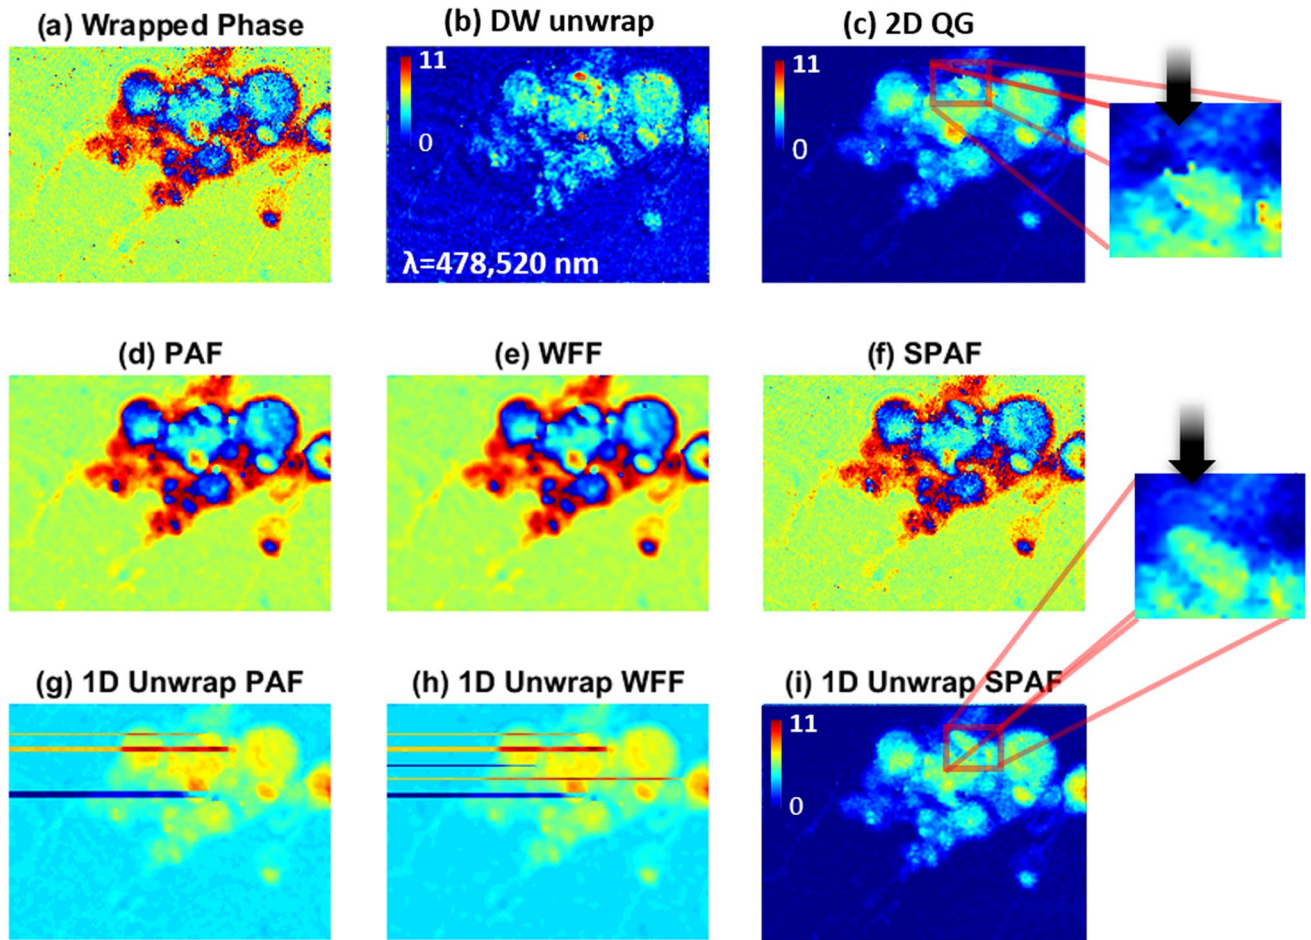 (a) Wrapped Phase
(b) DW unwrap
(c) 2D QG
11
0
λ=478,520 nm
11
0
(d) PAF
(e) WFF
(f) SPAF
(g) 1D Unwrap PAF
(h) 1D Unwrap WFF
(i) 1D Unwrap SPAF
11
0